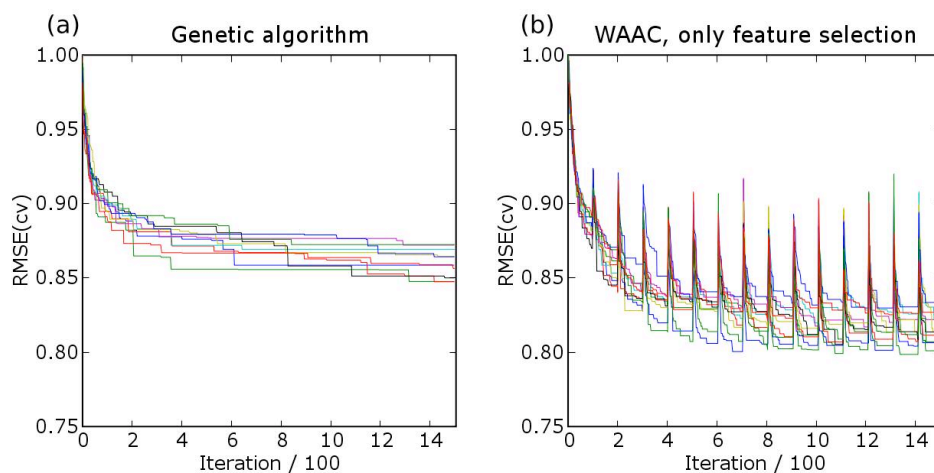 (a)
Genetic algorithm
1.00
0.95
0.90
0.85
0.80
0.75
RMSE(cv)
0 2 4 6 8 10 12 14
Iteration / 100
(b)
WAAC, only feature selection
1.00
0.95
0.90
0.85
0.80
0.75
RMSE(cv)
0 2 4 6 8 10 12 14
Iteration / 100